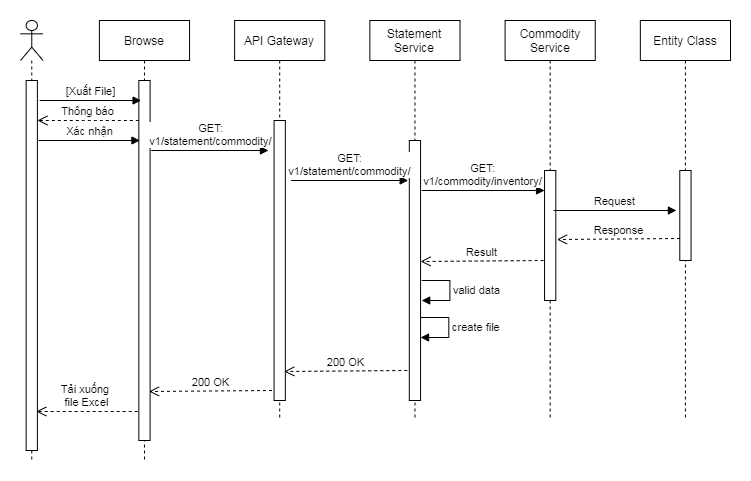 Browse
API Gateway
Statement
Service
Commodity
Service
Entity Class
[Xuất File]
Thông báo
Xác nhận
GET:
v1/statement/commodity/
GET:
v1/statement/commodity/
GET:
v1/commodity/inventory/
Request
Response
Result
valid data
create file
200 OK
200 OK
Tải xuống
file Excel